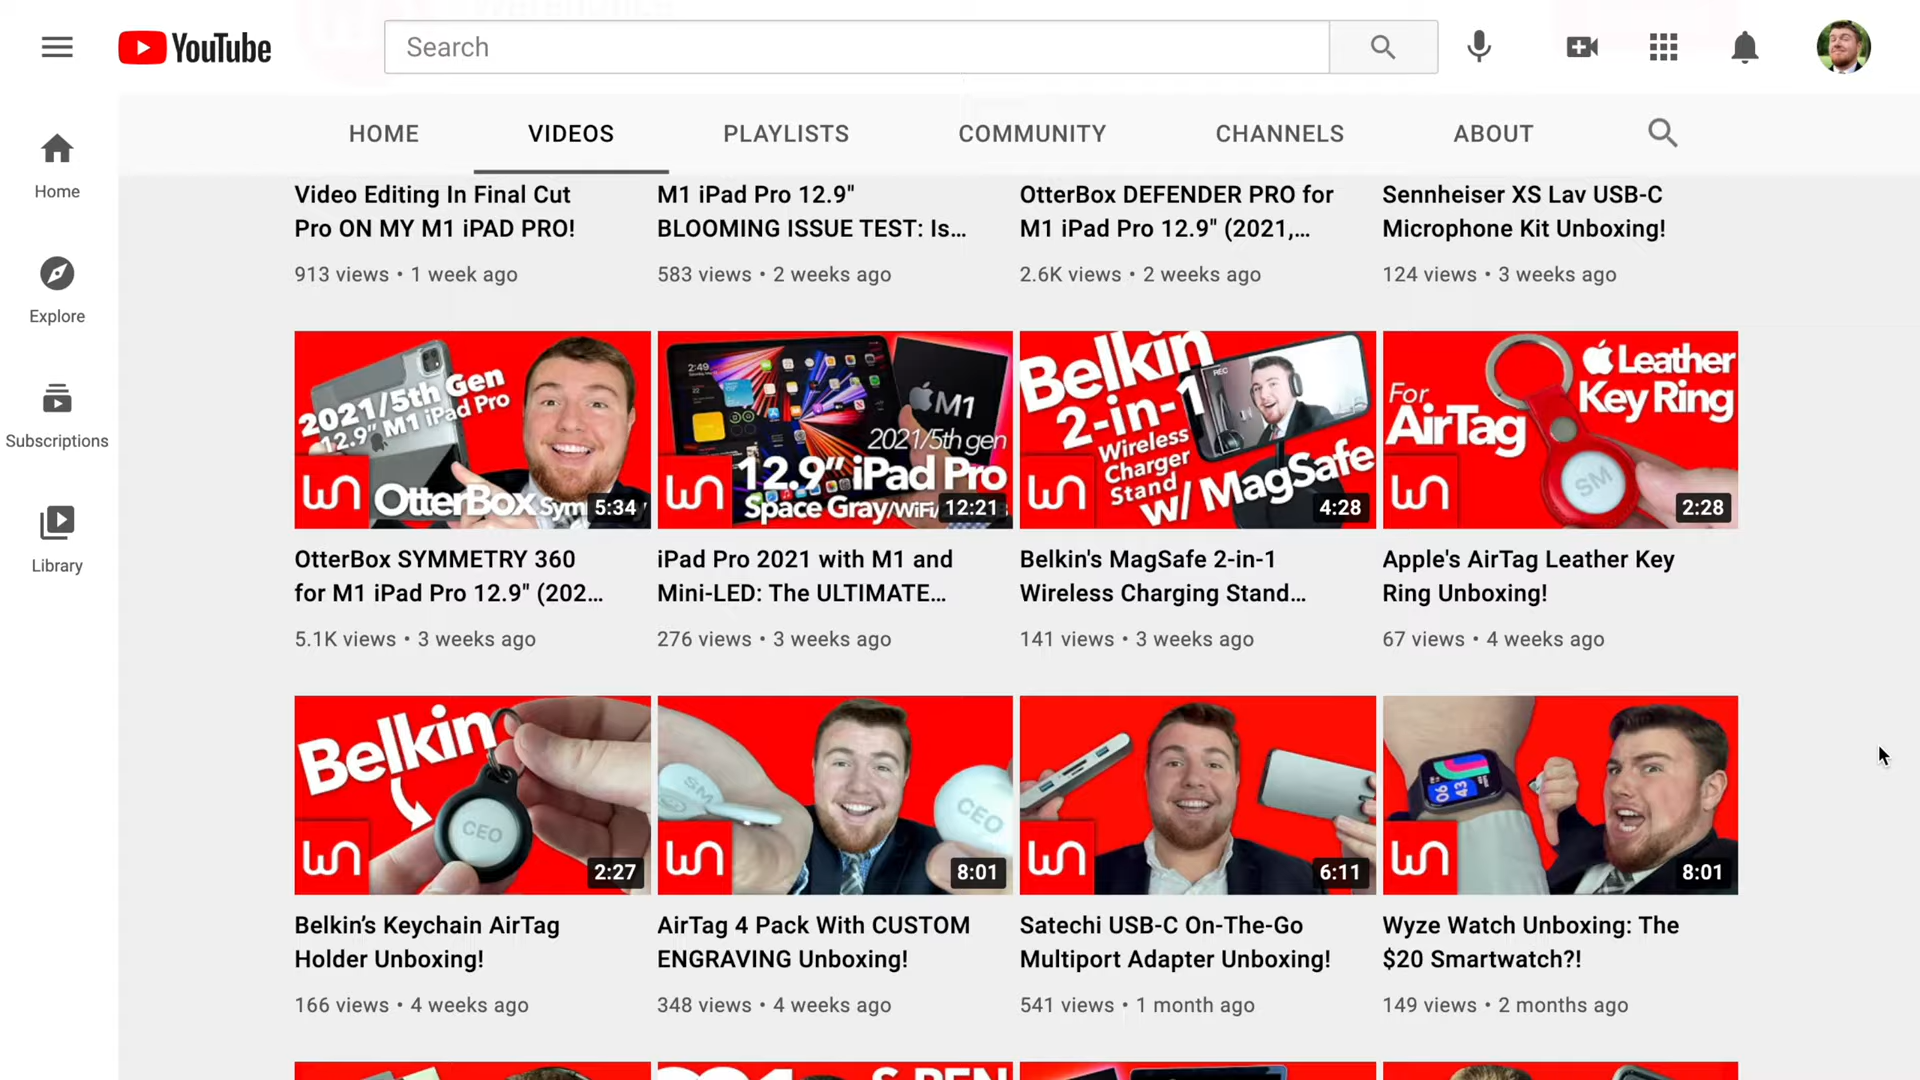 YouTube
Search
HOME
VIDEOS
PLAYLISTS
COMMUNITY
CHANNELS
ABOUT
Home
Explore
Subscriptions
Library
Video Editing In Final Cut
Pro ON MY M1 iPAD PRO!
913 views • 1 week ago
M1 iPad Pro 12.9"
BLOOMING ISSUE TEST: Is...
583 views • 2 weeks ago
OtterBox DEFENDER PRO for
M1 iPad Pro 12.9" (2021,...
2.6K views • 2 weeks ago
Sennheiser XS Lav USB-C
Microphone Kit Unboxing!
124 views • 3 weeks ago
2021/5th Gen
12.9" M1 iPad Pro
OtterBox Sym
5:34
OtterBox SYMMETRY 360
for M1 iPad Pro 12.9" (202...
5.1K views • 3 weeks ago
2:49
M1
2021/5th gen
12.9" iPad Pro
Space Gray/WiFi/
12:21
iPad Pro 2021 with M1 and
Mini-LED: The ULTIMATE...
276 views • 3 weeks ago
Belkin
2-in-1
Wireless
Charger
Stand
w/ MagSafe
REC
4:28
Belkin's MagSafe 2-in-1
Wireless Charging Stand...
141 views • 3 weeks ago
Leather
Key Ring
For
AirTag
SM
2:28
Apple's AirTag Leather Key
Ring Unboxing!
67 views • 4 weeks ago
Belkin
CEO
2:27
Belkin’s Keychain AirTag
Holder Unboxing!
166 views • 4 weeks ago
SM
CEO
8:01
AirTag 4 Pack With CUSTOM
ENGRAVING Unboxing!
348 views • 4 weeks ago
6:11
Satechi USB-C On-The-Go
Multiport Adapter Unboxing!
541 views • 1 month ago
06
43
8:01
Wyze Watch Unboxing: The
$20 Smartwatch?!
149 views • 2 months ago